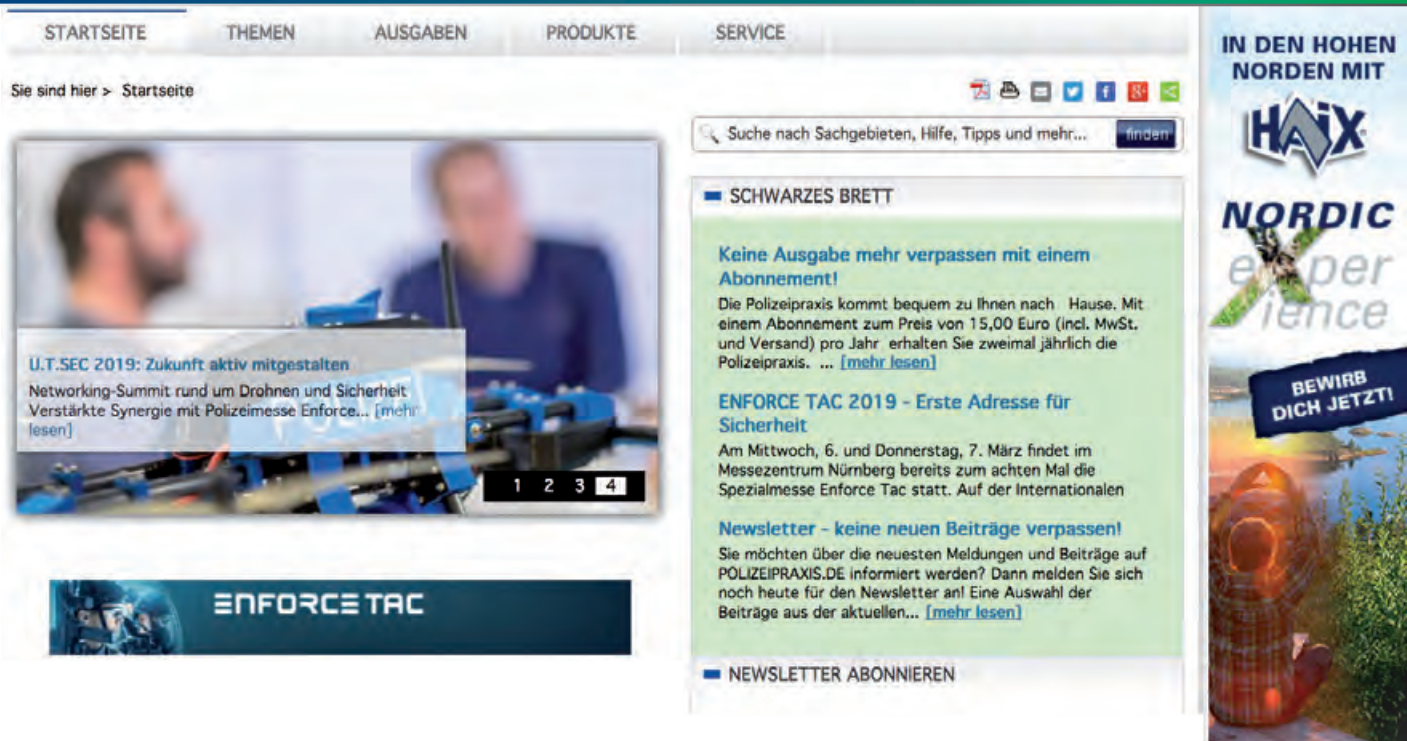 STARTSEITE THEMEN AUSGABEN PRODUKTE SERVICE
Sie sind hier > Startseite
Suche nach Sachgebieten, Hilfe, Tipps und mehr... finden
U.T.SEC 2019: Zukunft aktiv mitgestalten
Networking-Summit rund um Drohnen und Sicherheit
Verstärkte Synergie mit Polizeimesse Enforce... [mehr
lesen]
1 2 3 4
ENFORCE TAC
SCHWARZES BRETT
Keine Ausgabe mehr verpassen mit einem
Abonnement!
Die Polizeipraxis kommt bequem zu Ihnen nach Hause. Mit
einem Abonnement zum Preis von 15,00 Euro (incl. MwSt.
und Versand) pro Jahr erhalten Sie zweimal jährlich die
Polizeipraxis. ... [mehr lesen]
ENFORCE TAC 2019 - Erste Adresse für
Sicherheit
Am Mittwoch, 6. und Donnerstag, 7. März findet im
Messezentrum Nürnberg bereits zum achten Mal die
Spezialmesse Enforce Tac statt. Auf der Internationalen
Newsletter - keine neuen Beiträge verpassen!
Sie möchten über die neuesten Meldungen und Beiträge auf
POLIZEIPRAXIS.DE informiert werden? Dann melden Sie sich
noch heute für den Newsletter an! Eine Auswahl der
Beiträge aus der aktuellen... [mehr lesen]
NEWSLETTER ABONNIEREN
IN DEN HOHEN
NORDEN MIT
HAIX
NORDIC
eXper
ience
BEWIRB
DICH JETZT!